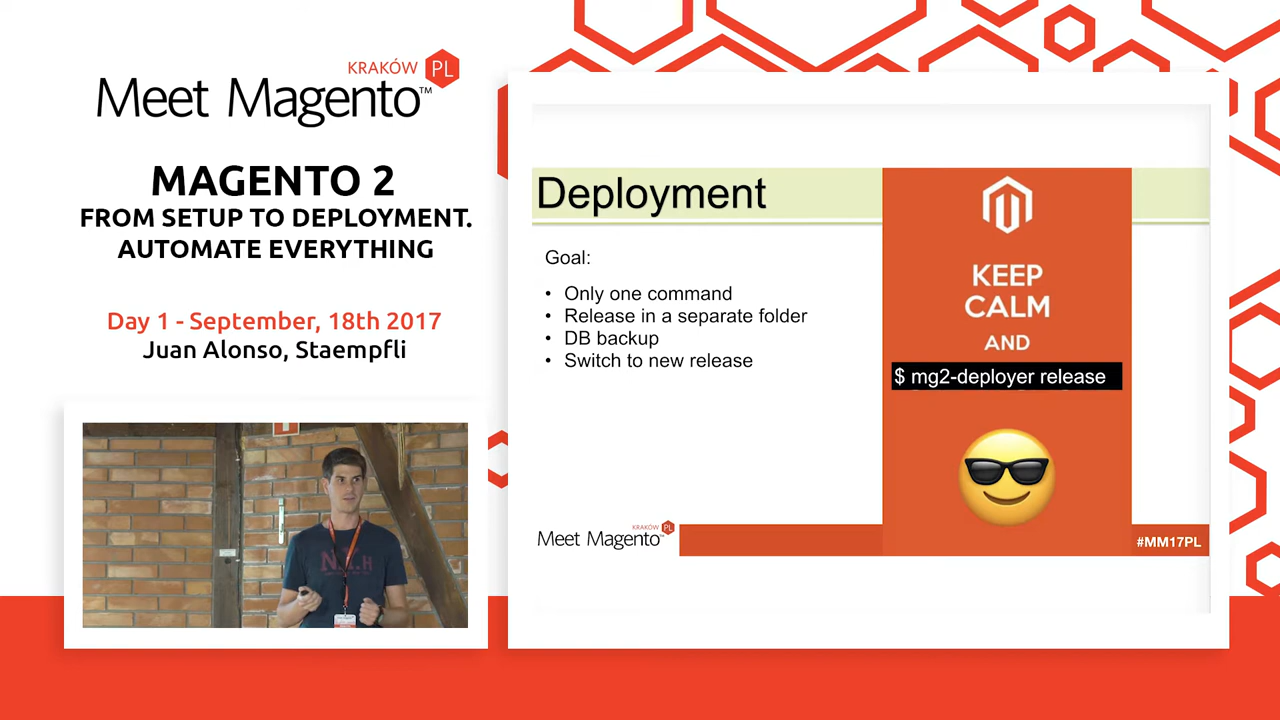 KRAKÓW PL
Meet Magento™
MAGENTO 2
FROM SETUP TO DEPLOYMENT.
AUTOMATE EVERYTHING
Day 1 - September, 18th 2017
Juan Alonso, Staempfli
Deployment
Goal:
• Only one command
• Release in a separate folder
• DB backup
• Switch to new release
KEEP
CALM
AND
$ mg2-deployer release
KRAKÓW PL
Meet Magento™
#MM17PL